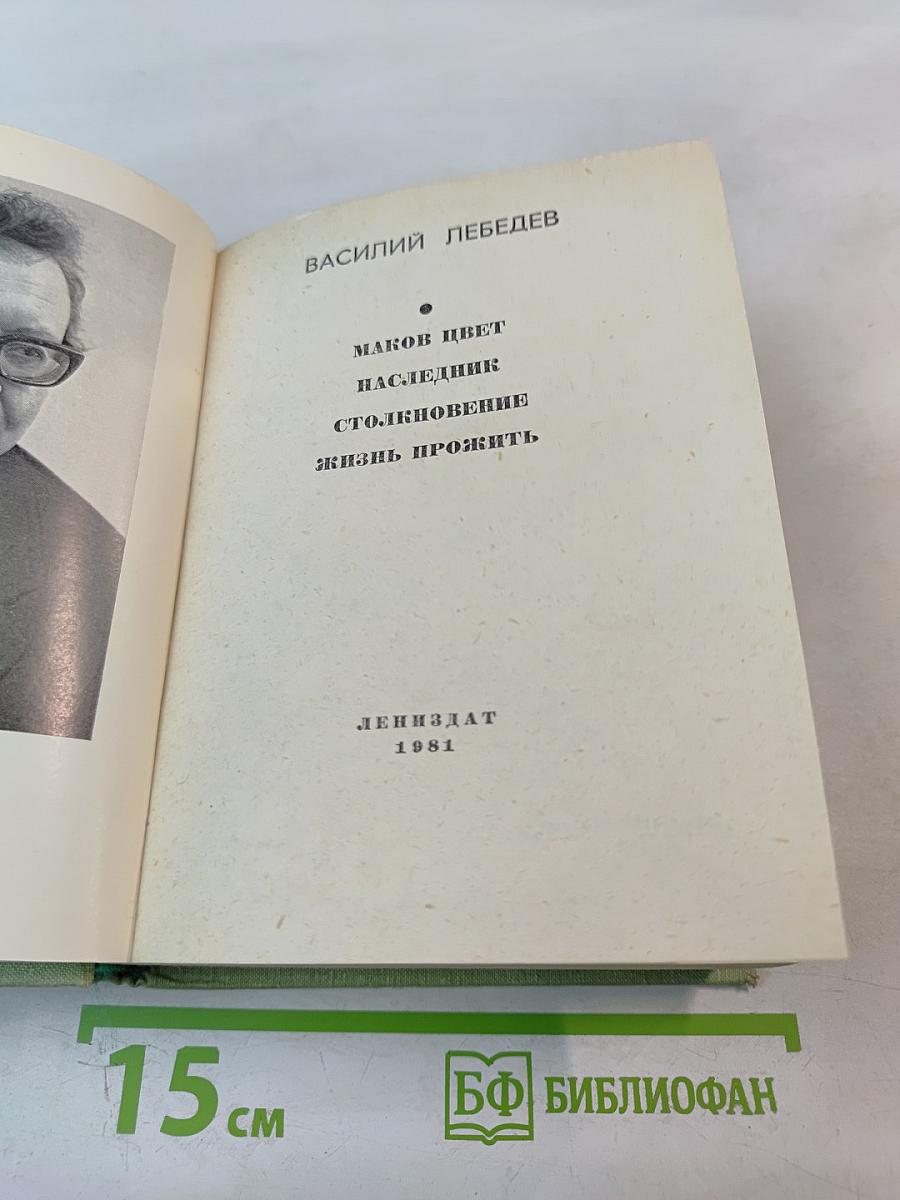 ВАСИЛИЙ ЛЕБЕДЕВ
МАКОВ ЦВЕТ
НАСЛЕДНИК
СТОЛКНОВЕНИЕ
ЖИЗНЬ ПРОЖИТЬ
ЛЕНИЗДАТ
1981
15 см
БФ БИБЛИОФАН